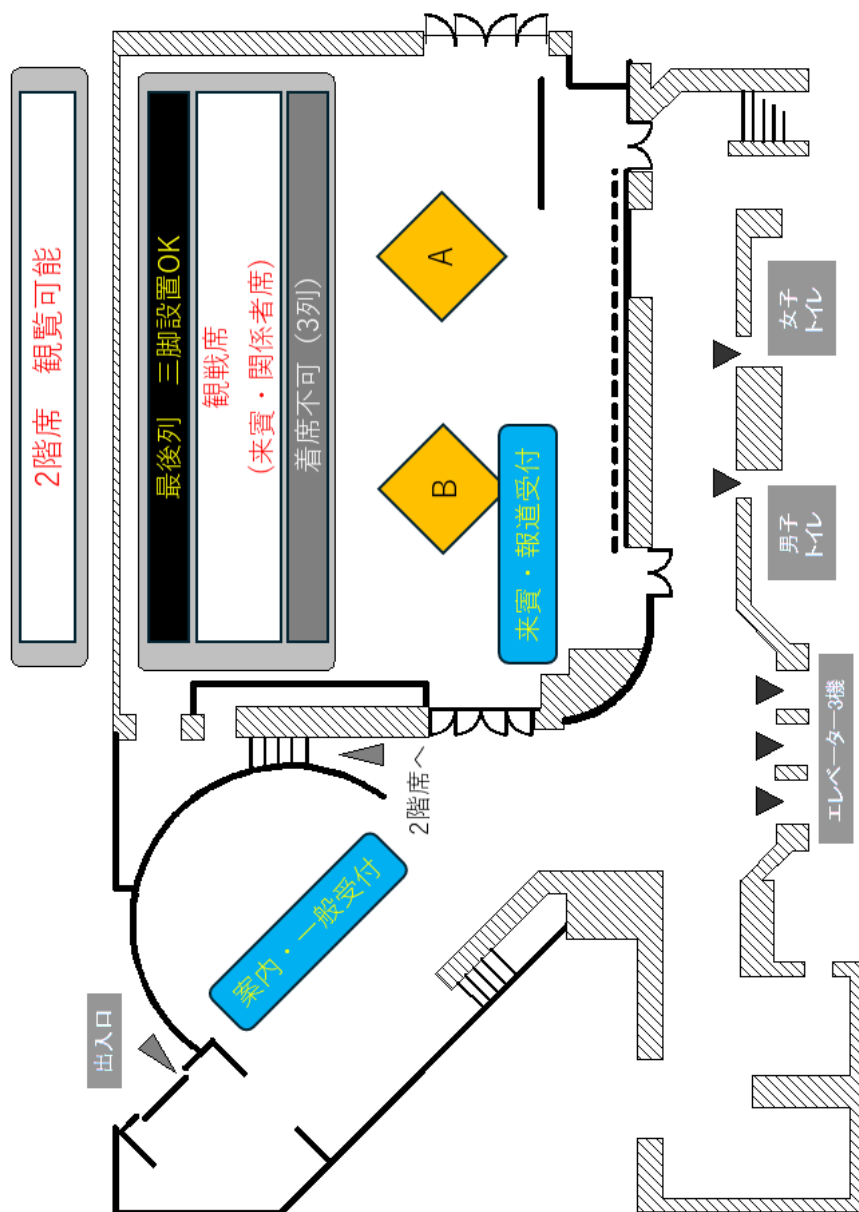 2階席　観覧可能
最後列　三脚設置OK
観戦席
(来賓・関係者席)
着席不可（3列）
A
B
来賓・報道受付
女子
トイレ
男子
トイレ
エレベーター3機
2階席へ
案内・一般受付
出入口